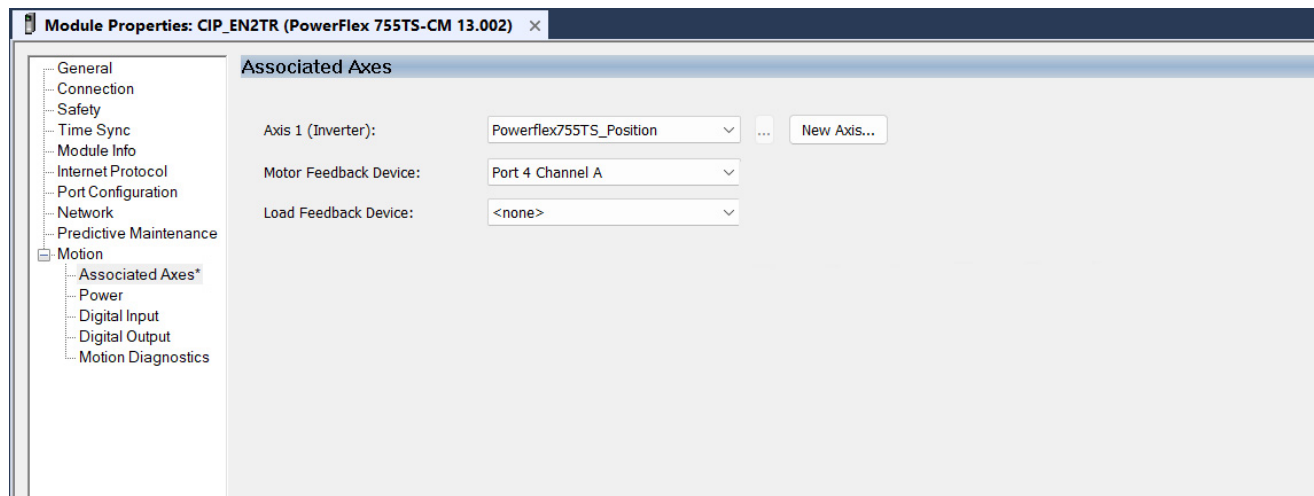 Module Properties: CIP_EN2TR (PowerFlex 755TS-CM 13.002) ×
General
Connection
Safety
Time Sync
Module Info
Internet Protocol
Port Configuration
Network
Predictive Maintenance
Motion
Associated Axes*
Power
Digital Input
Digital Output
Motion Diagnostics
Associated Axes
Axis 1 (Inverter): Powerflex755TS_Position ... New Axis...
Motor Feedback Device: Port 4 Channel A
Load Feedback Device: <none>